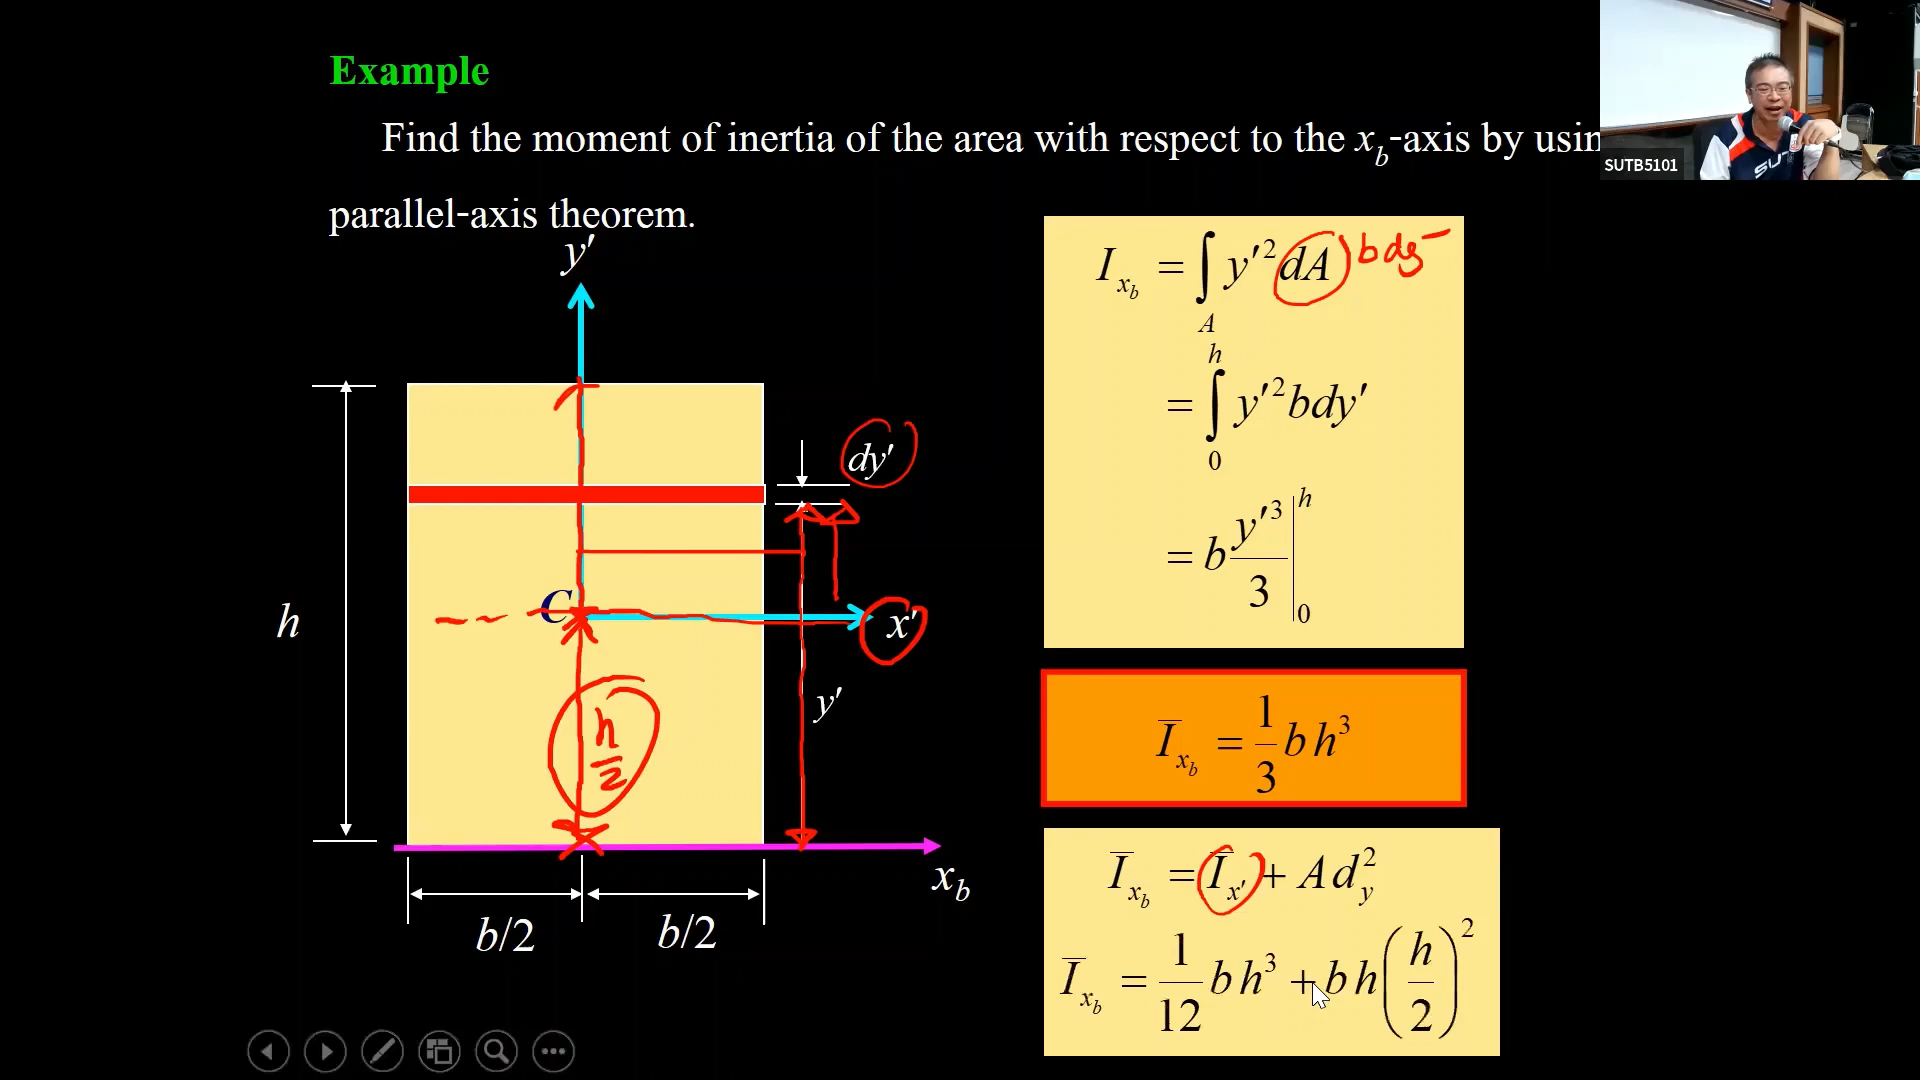 Example
Find the moment of inertia of the area with respect to the x_b-axis by usin
parallel-axis theorem.
SUTB5101
SUT
y′
h
C
h/2
dy′
x′
y′
x_b
b/2
b/2
I_{x_b} = ∫_A y′² dA b dy′
= ∫_0^h y′² b dy′
= b y′³/3 |_0^h
Ī_{x_b} = 1/3 b h³
Ī_{x_b} = Ī_{x′} + A d_y²
Ī_{x_b} = 1/12 b h³ + b h (h/2)²